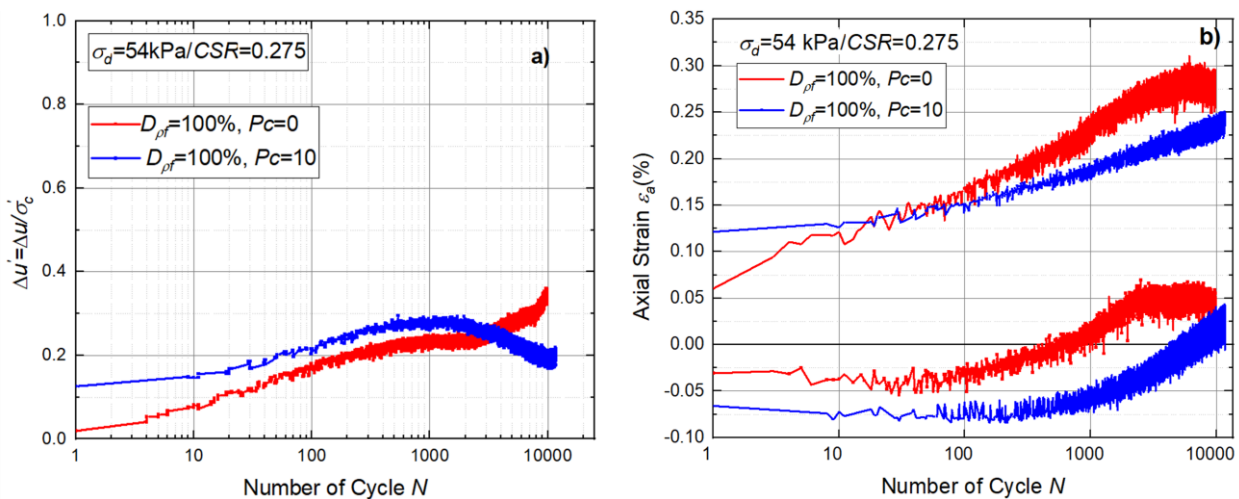 a)
σd=54kPa/CSR=0.275
Dρf=100%, Pc=0
Dρf=100%, Pc=10
1.0
0.8
0.6
0.4
0.2
0.0
Δu'=Δu/σ'c
1 10 100 1000 10000
Number of Cycle N
b)
σd=54 kPa/CSR=0.275
Dρf=100%, Pc=0
Dρf=100%, Pc=10
0.35
0.30
0.25
0.20
0.15
0.10
0.05
0.00
-0.05
-0.10
Axial Strain εa(%)
1 10 100 1000 10000
Number of Cycle N